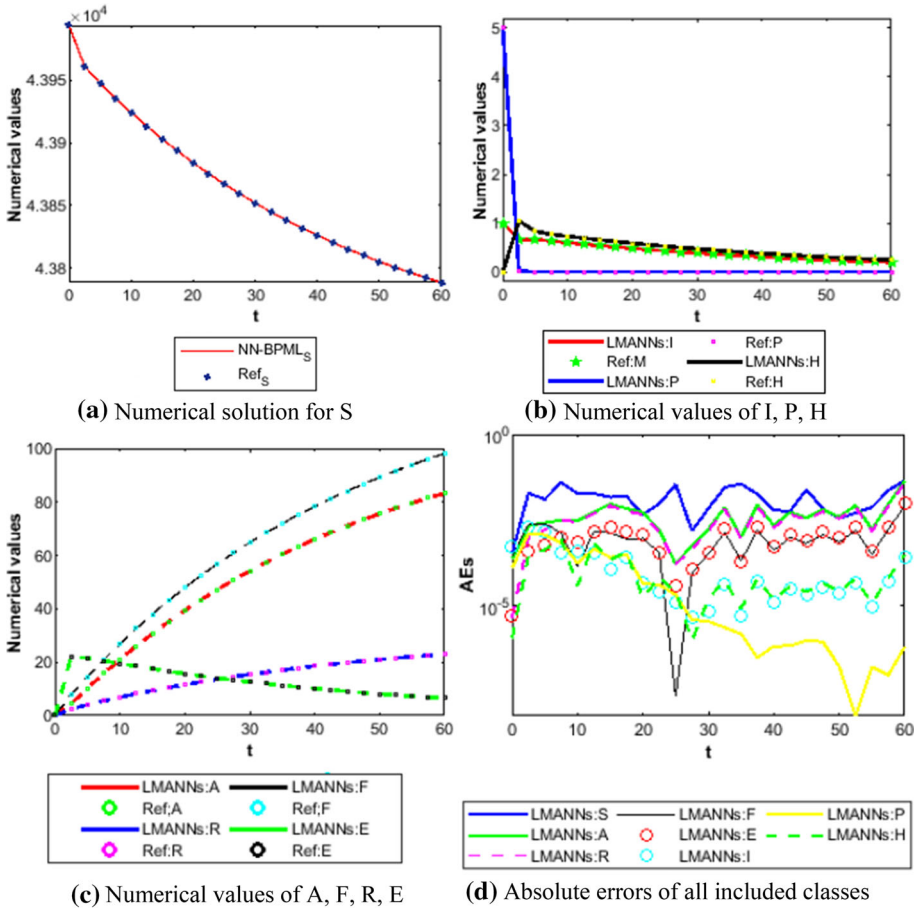 ×10⁴
4.395
4.39
4.385
4.38
Numerical values
0 10 20 30 40 50 60
t
NN-BPML_S
Ref_S
(a) Numerical solution for S
5
4
3
2
1
0
Numerical values
0 10 20 30 40 50 60
t
LMANNs:I Ref:P
Ref:M LMANNs:H
LMANNs:P Ref:H
(b) Numerical values of I, P, H
100
80
60
40
20
0
Numerical values
0 10 20 30 40 50 60
t
LMANNs:A LMANNs:F
Ref;A Ref;F
LMANNs:R LMANNs:E
Ref:R Ref:E
(c) Numerical values of A, F, R, E
10⁰
10⁻⁵
AEs
0 10 20 30 40 50 60
t
LMANNs:S LMANNs:F LMANNs:P
LMANNs:A LMANNs:E LMANNs:H
LMANNs:R LMANNs:I
(d) Absolute errors of all included classes